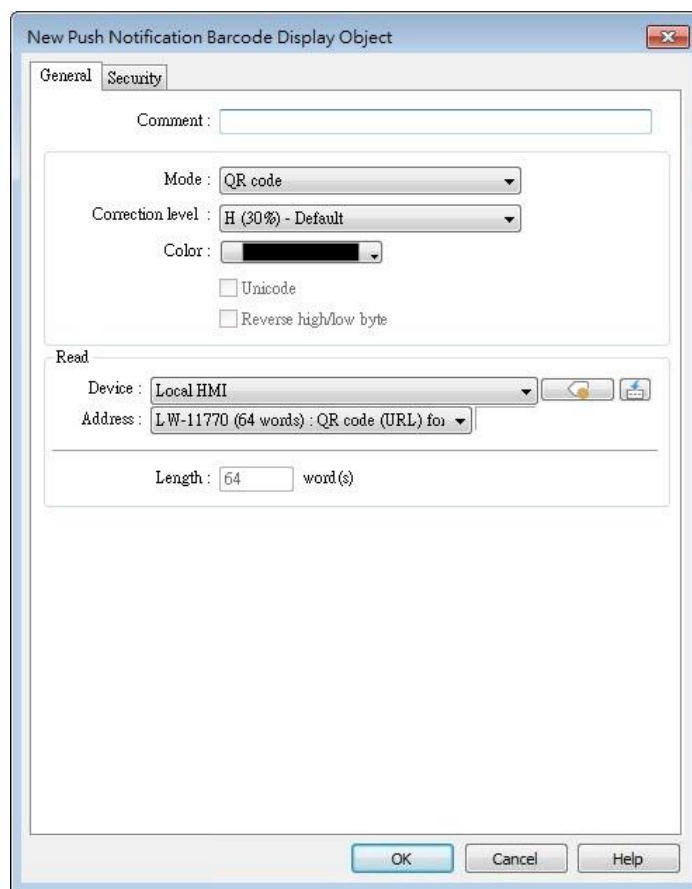 New Push Notification Barcode Display Object
General Security
Comment :
Mode : QR code
Correction level : H (30%) - Default
Color :
Unicode
Reverse high/low byte
Read
Device : Local HMI
Address : LW-11770 (64 words) : QR code (URL) for
Length : 64 word(s)
OK Cancel Help